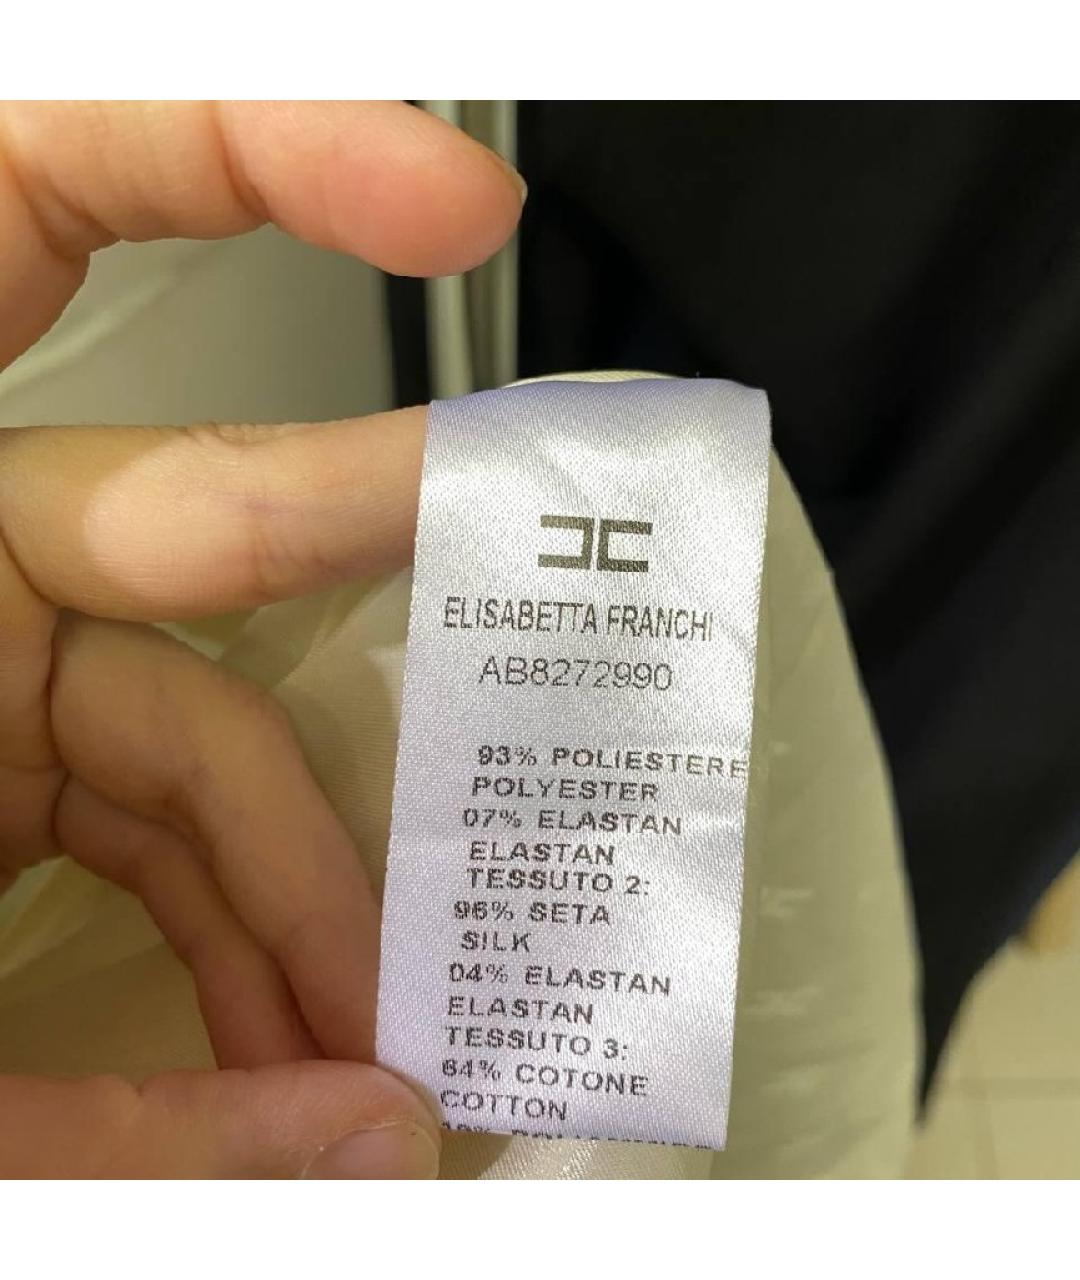 ELISABETTA FRANCHI
AB8272990
93% POLIESTERE
POLYESTER
07% ELASTAN
ELASTAN
TESSUTO 2:
96% SETA
SILK
04% ELASTAN
ELASTAN
TESSUTO 3:
64% COTONE
COTTON